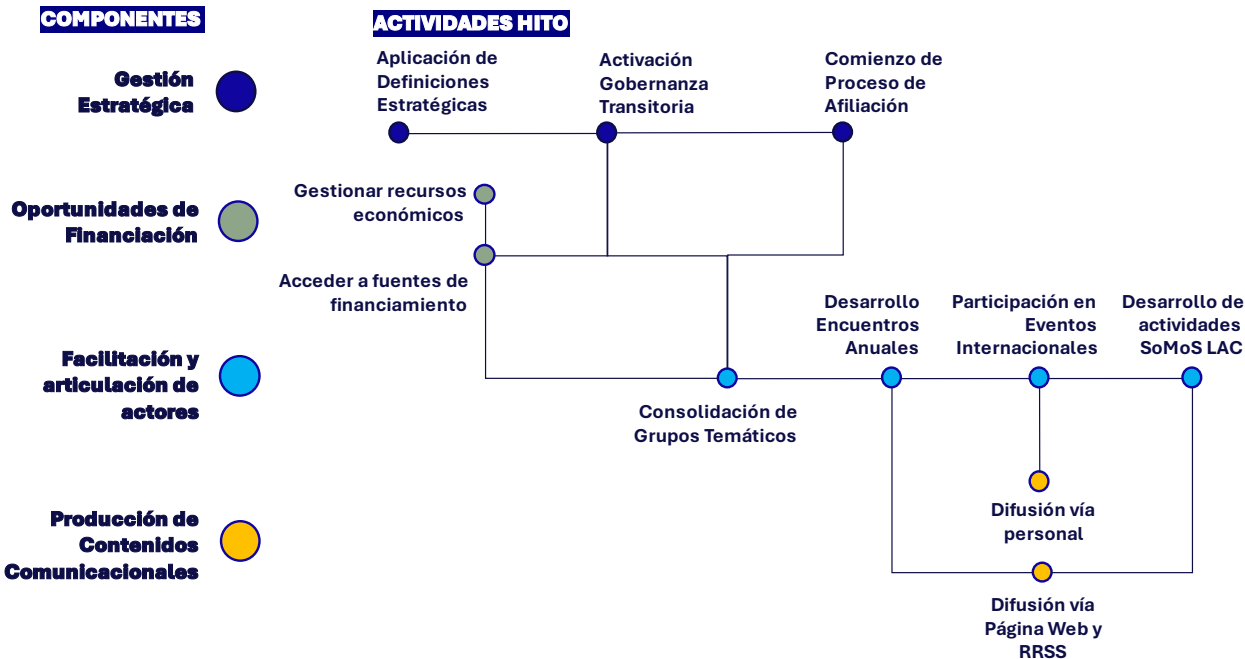 COMPONENTES
ACTIVIDADES HITO
Gestión
Estratégica
Aplicación de
Definiciones
Estratégicas
Activación
Gobernanza
Transitoria
Comienzo de
Proceso de
Afiliación
Oportunidades de
Financiación
Gestionar recursos
económicos
Acceder a fuentes de
financiamiento
Facilitación y
articulación de
actores
Desarrollo
Encuentros
Anuales
Participación en
Eventos
Internacionales
Desarrollo de
actividades
SoMoS LAC
Consolidación de
Grupos Temáticos
Producción de
Contenidos
Comunicacionales
Difusión vía
personal
Difusión vía
Página Web y
RRSS